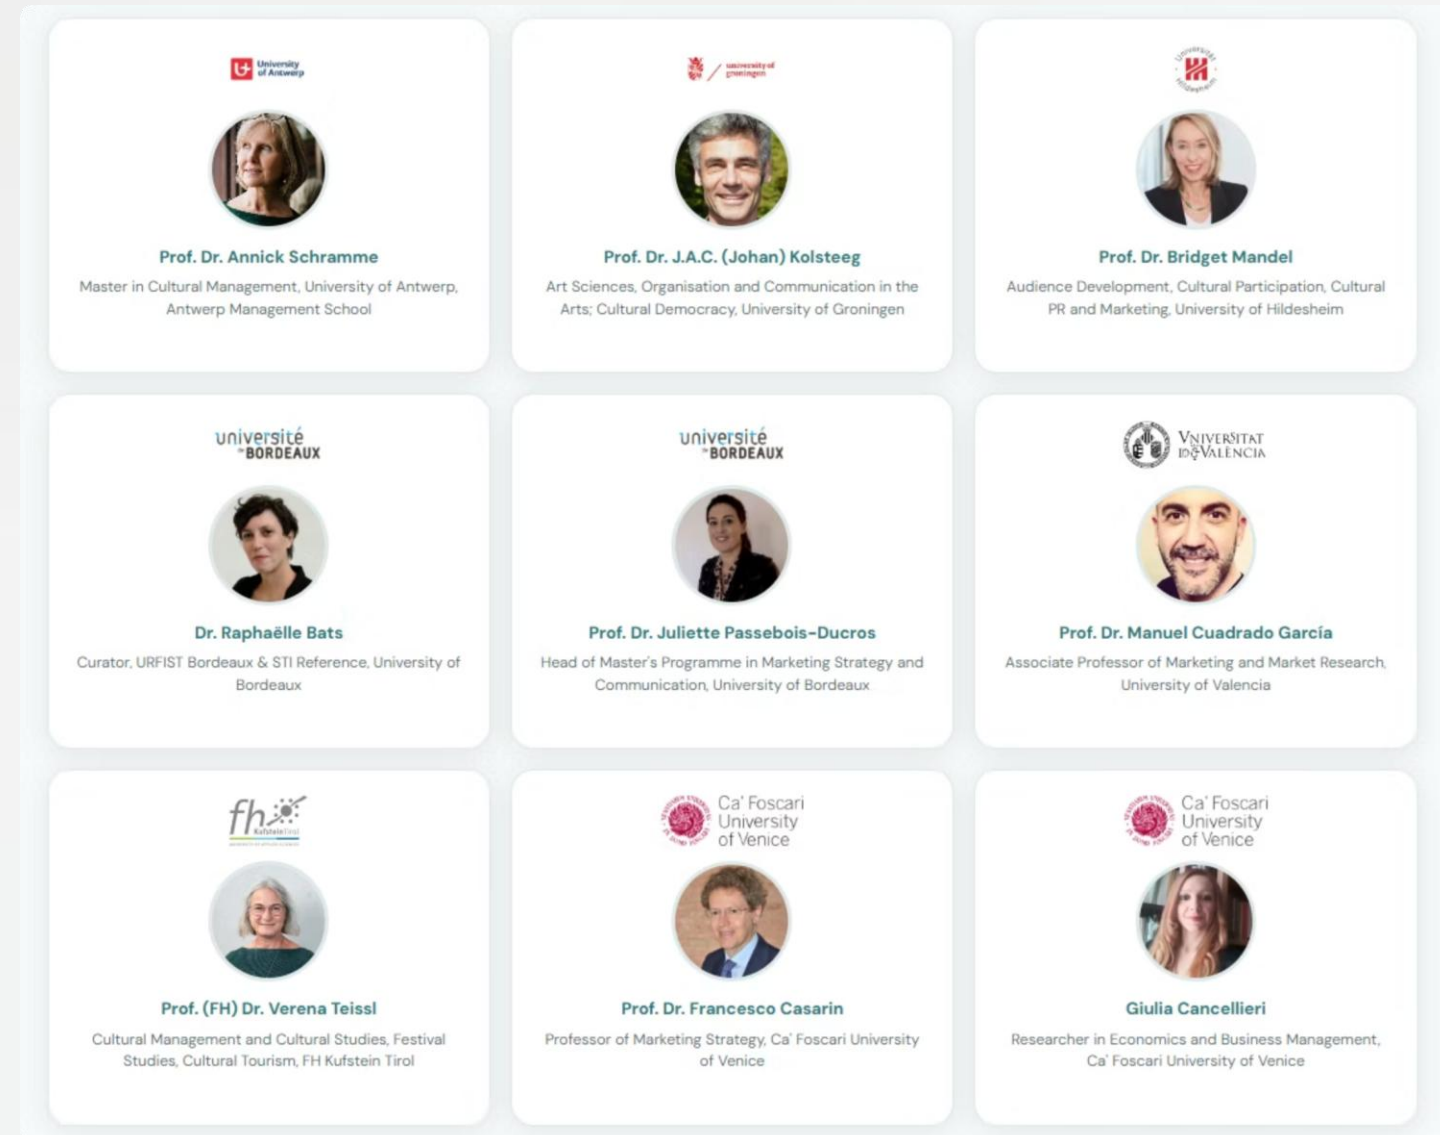 University
of Antwerp
university of
groningen
Universität
Hildesheim
Prof. Dr. Annick Schramme
Prof. Dr. J.A.C. (Johan) Kolsteeg
Prof. Dr. Bridget Mandel
Master in Cultural Management, University of Antwerp,
Antwerp Management School
Art Sciences, Organisation and Communication in the
Arts; Cultural Democracy, University of Groningen
Audience Development, Cultural Participation, Cultural
PR and Marketing, University of Hildesheim
université
de BORDEAUX
université
de BORDEAUX
VNIVERSITAT
ID VALÈNCIA
Dr. Raphaëlle Bats
Prof. Dr. Juliette Passebois-Ducros
Prof. Dr. Manuel Cuadrado García
Curator, URFIST Bordeaux & STI Reference, University of
Bordeaux
Head of Master's Programme in Marketing Strategy and
Communication, University of Bordeaux
Associate Professor of Marketing and Market Research,
University of Valencia
fh
KufsteinTirol
Ca' Foscari
University
of Venice
Ca' Foscari
University
of Venice
Prof. (FH) Dr. Verena Teissl
Prof. Dr. Francesco Casarin
Giulia Cancellieri
Cultural Management and Cultural Studies, Festival
Studies, Cultural Tourism, FH Kufstein Tirol
Professor of Marketing Strategy, Ca' Foscari University
of Venice
Researcher in Economics and Business Management,
Ca' Foscari University of Venice